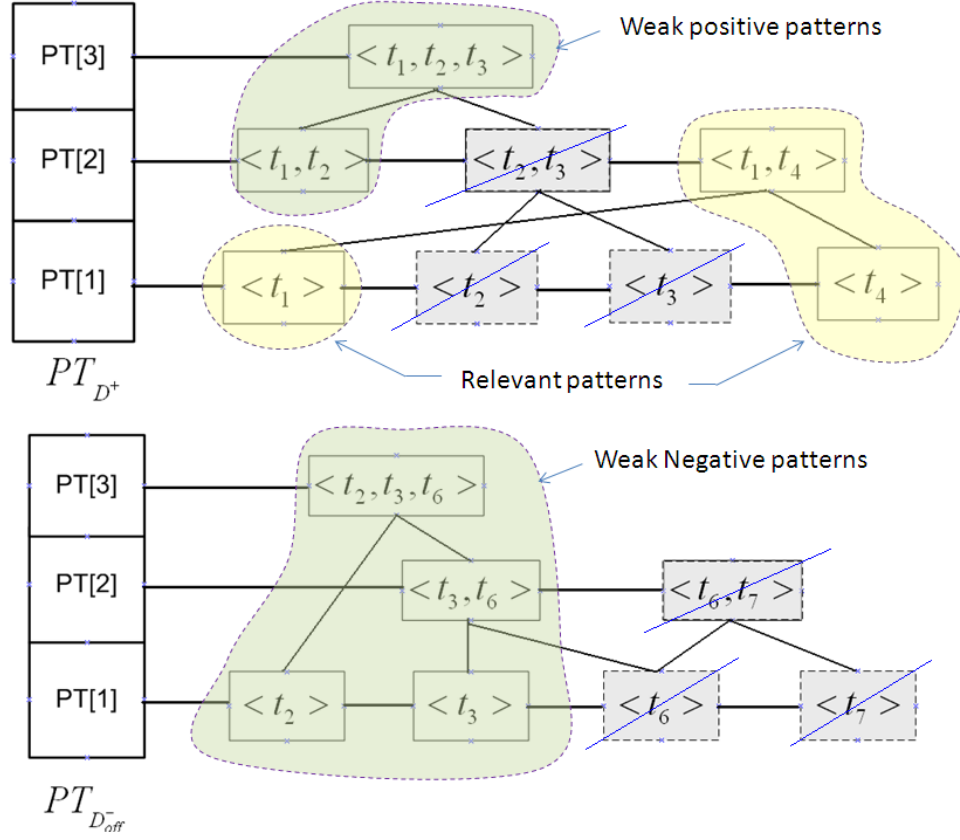 Weak positive patterns
PT[3]
< t₁, t₂, t₃ >
PT[2]
< t₁, t₂ >
< t₂, t₃ >
< t₁, t₄ >
PT[1]
< t₁ >
< t₂ >
< t₃ >
< t₄ >
PT_{D⁺}
Relevant patterns
Weak Negative patterns
PT[3]
< t₂, t₃, t₆ >
PT[2]
< t₃, t₆ >
< t₆, t₇ >
PT[1]
< t₂ >
< t₃ >
< t₆ >
< t₇ >
PT_{D⁻_{off}}